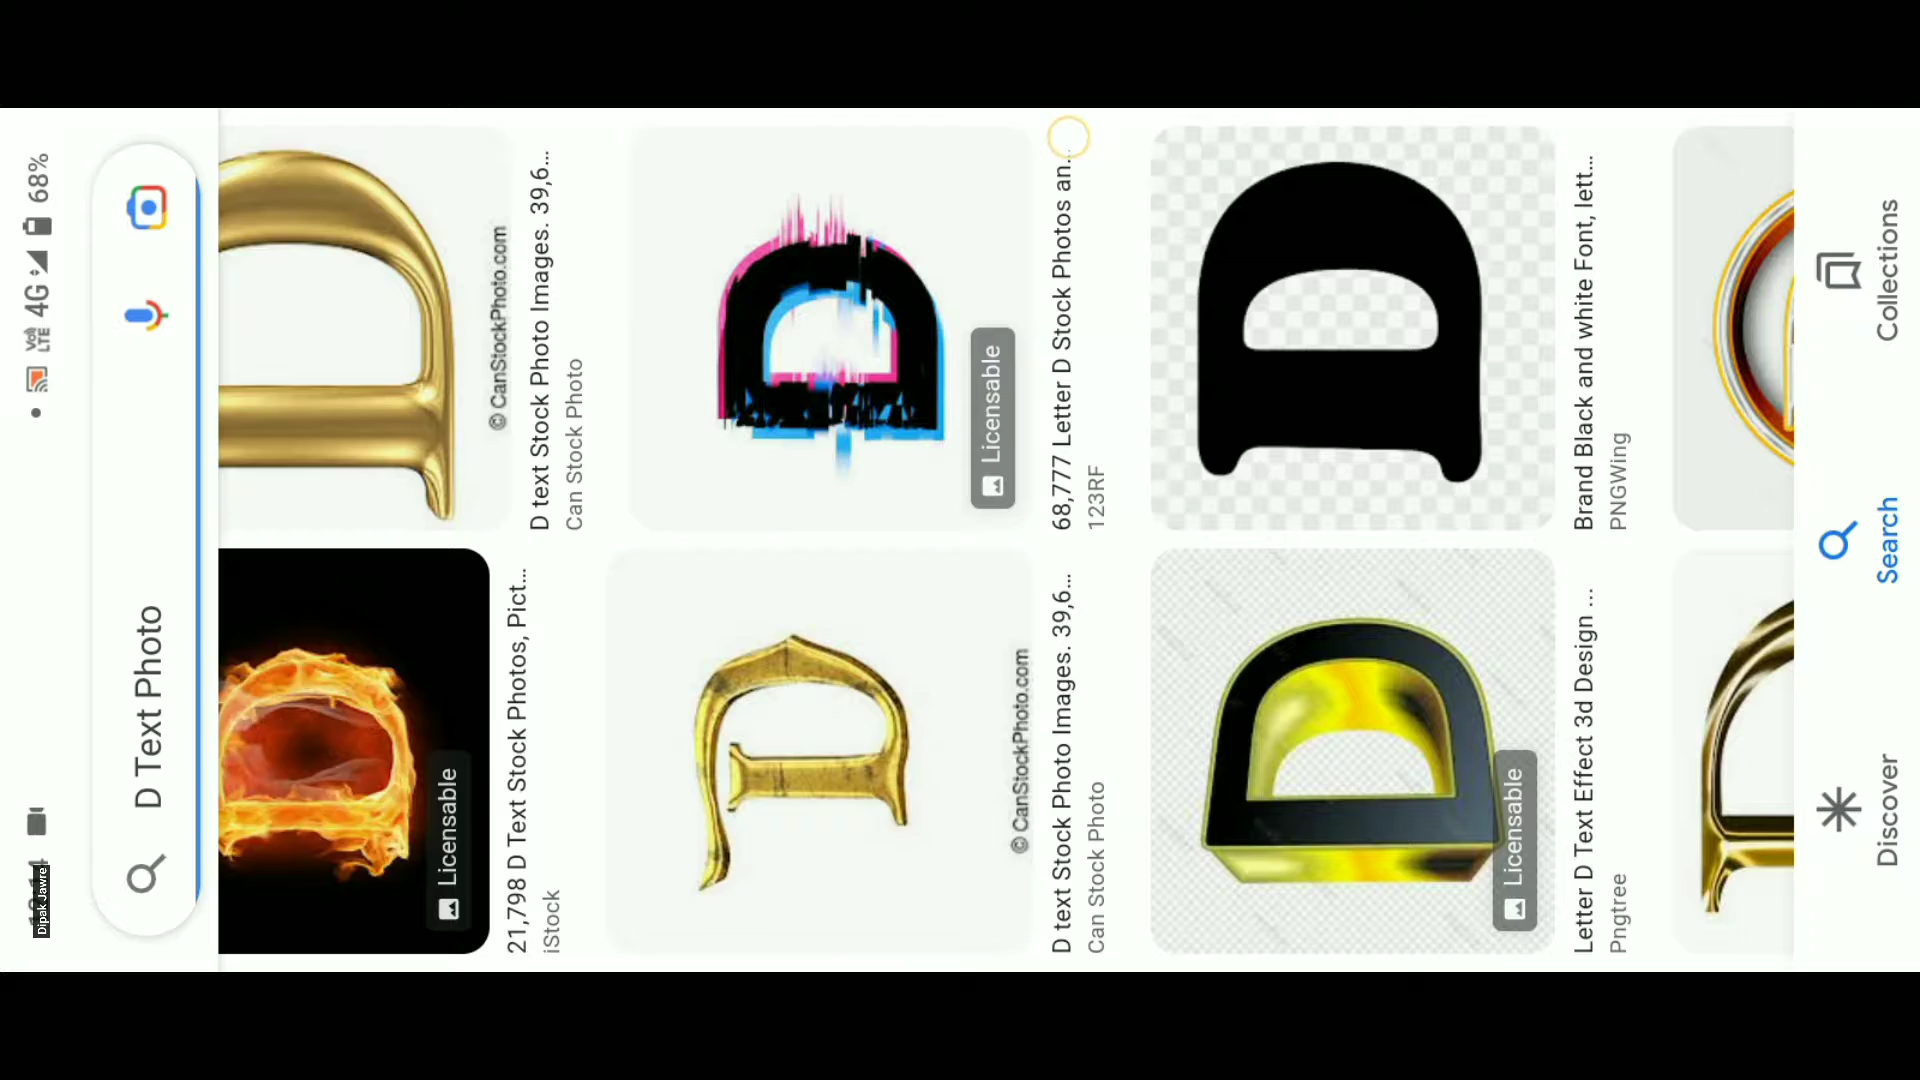 VoLTE 4G 68%
Dipak Jawre
D Text Photo
Licensable
21,798 D Text Stock Photos, Pict...
iStock
© CanStockPhoto.com
D text Stock Photo Images. 39,6...
Can Stock Photo
© CanStockPhoto.com
D text Stock Photo Images. 39,6...
Can Stock Photo
Licensable
68,777 Letter D Stock Photos an...
123RF
Licensable
Letter D Text Effect 3d Design ...
Pngtree
Brand Black and white Font, lett...
PNGWing
Discover
Search
Collections